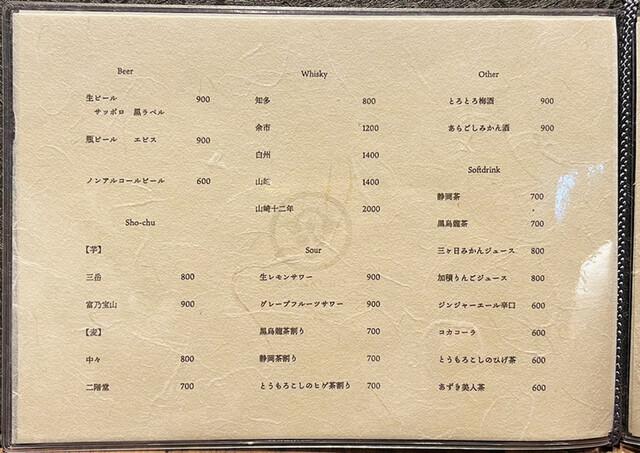 Beer
生ビール 900
サッポロ 黒ラベル
瓶ビール エビス 900
ノンアルコールビール 600
Sho-chu
【芋】
三岳 800
富乃宝山 900
【麦】
中々 800
二階堂 700
Whisky
知多 800
余市 1200
白州 1400
山崎 1400
山崎十二年 2000
Sour
生レモンサワー 900
グレープフルーツサワー 900
黒烏龍茶割り 700
静岡茶割り 700
とうもろこしのヒゲ茶割り 700
Other
とろとろ梅酒 900
あらごしみかん酒 900
Softdrink
静岡茶 700
黒烏龍茶 700
三ヶ日みかんジュース 800
加積りんごジュース 800
ジンジャーエール辛口 600
コカコーラ 600
とうもろこしのひげ茶 600
あずき美人茶 600